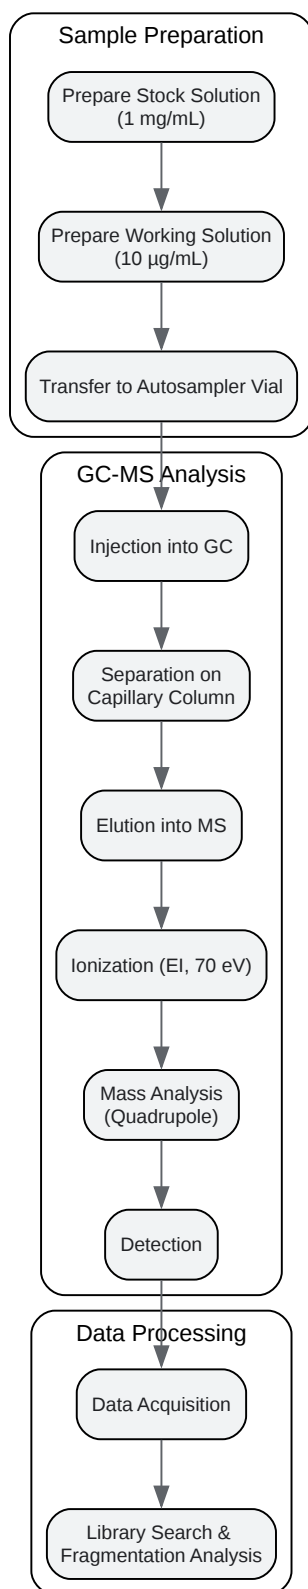 Sample Preparation
Prepare Stock Solution
(1 mg/mL)
Prepare Working Solution
(10 µg/mL)
Transfer to Autosampler Vial
GC-MS Analysis
Injection into GC
Separation on
Capillary Column
Elution into MS
Ionization (EI, 70 eV)
Mass Analysis
(Quadrupole)
Detection
Data Processing
Data Acquisition
Library Search &
Fragmentation Analysis